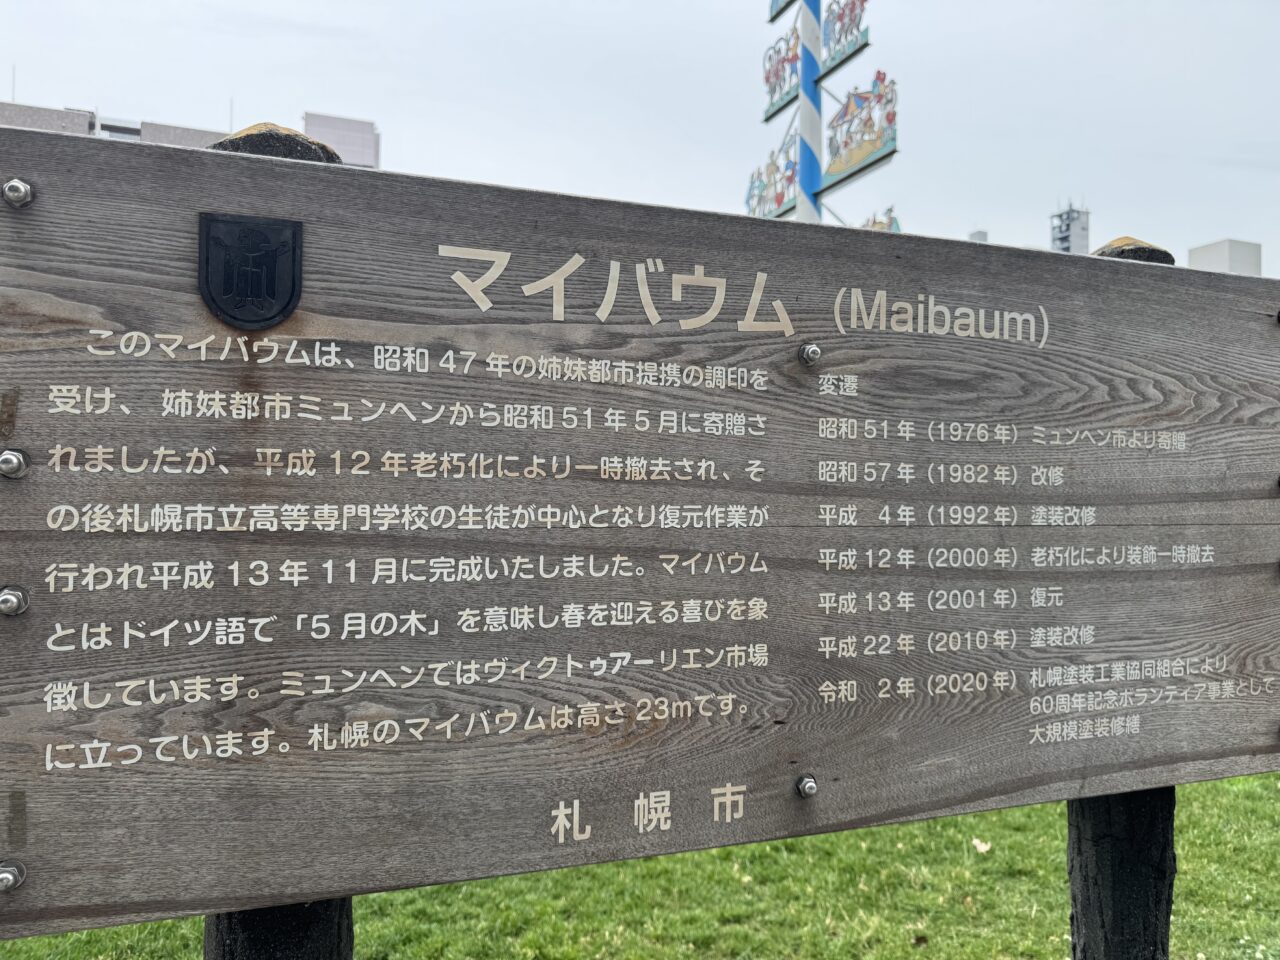 マイバウム (Maibaum)
このマイバウムは、昭和 47 年の姉妹都市提携の調印を
受け、 姉妹都市ミュンヘンから昭和 51 年 5 月に寄贈さ
れましたが、平成 12 年老朽化により一時撤去され、そ
の後札幌市立高等専門学校の生徒が中心となり復元作業が
行われ平成 13 年 11 月に完成いたしました。マイバウム
とはドイツ語で「5 月の木」を意味し春を迎える喜びを象
徴しています。ミュンヘンではヴィクトゥアーリエン市場
に立っています。札幌のマイバウムは高さ 23mです。
変遷
昭和 51 年（1976 年）ミュンヘン市より寄贈
昭和 57 年（1982 年）改修
平成 4 年（1992 年）塗装改修
平成 12 年（2000 年）老朽化により装飾一時撤去
平成 13 年（2001 年）復元
平成 22 年（2010 年）塗装改修
令和 2 年（2020 年）札幌塗装工業協同組合により
60周年記念ボランティア事業として
大規模塗装修繕
札 幌 市